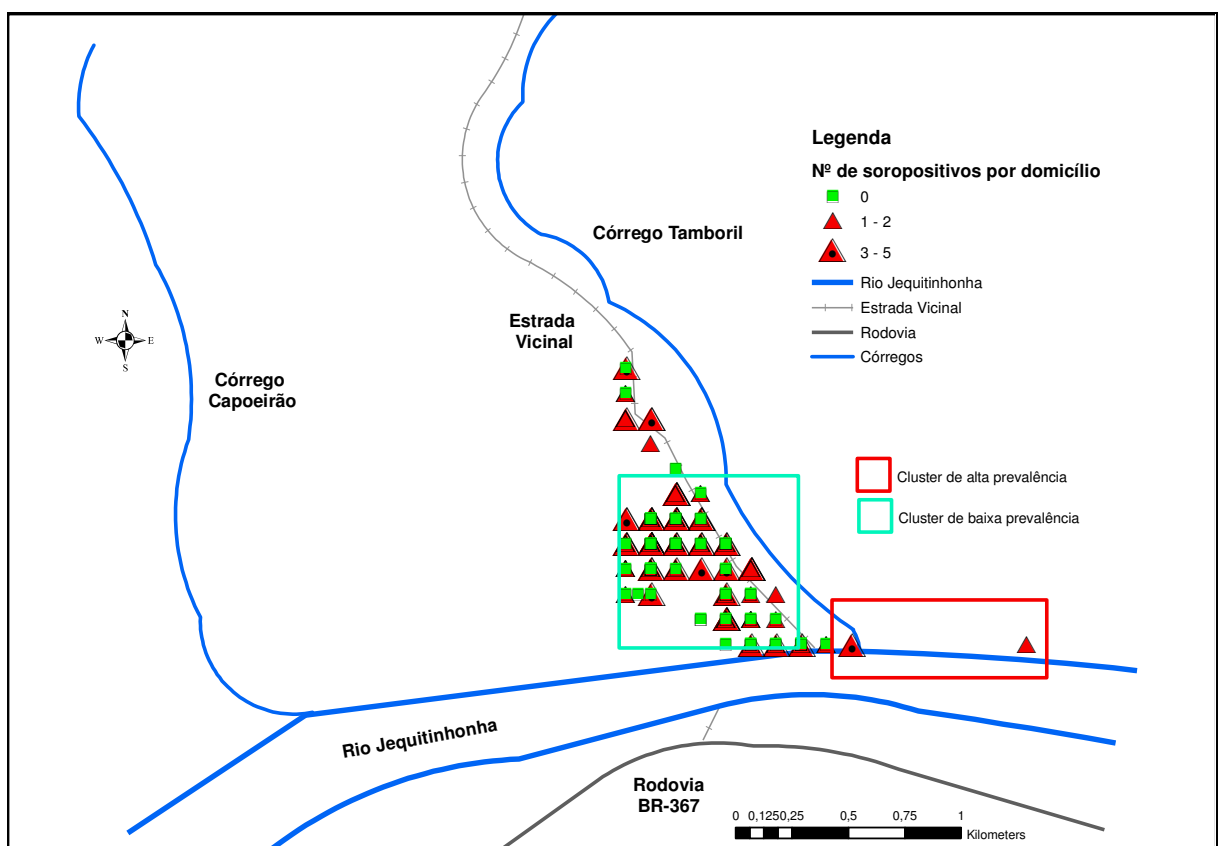 Legenda
Nº de soropositivos por domicílio
0
1 - 2
3 - 5
Rio Jequitinhonha
Estrada Vicinal
Rodovia
Córregos
Córrego Tamboril
Estrada
Vicinal
N
W E
S
Córrego
Capoeirão
Cluster de alta prevalência
Cluster de baixa prevalência
Rio Jequitinhonha
Rodovia
BR-367
0 0,125 0,25 0,5 0,75 1
Kilometers